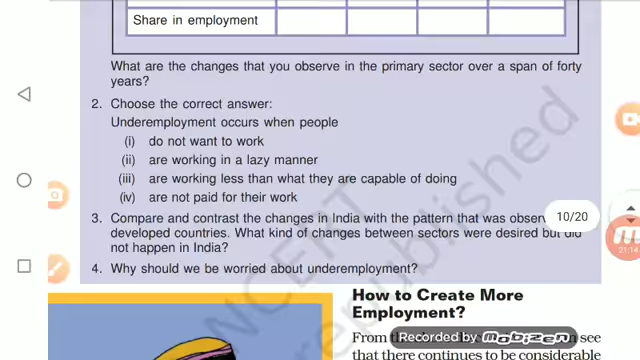 Share in employment
What are the changes that you observe in the primary sector over a span of forty
years?
2. Choose the correct answer:
Underemployment occurs when people
(i) do not want to work
(ii) are working in a lazy manner
(iii) are working less than what they are capable of doing
(iv) are not paid for their work
3. Compare and contrast the changes in India with the pattern that was obser
developed countries. What kind of changes between sectors were desired but did
not happen in India?
4. Why should we be worried about underemployment?
10/20
21:14
How to Create More
Employment?
From th
n see
that there continues to be considerable
Recorded by mobizen
NCERT
republished